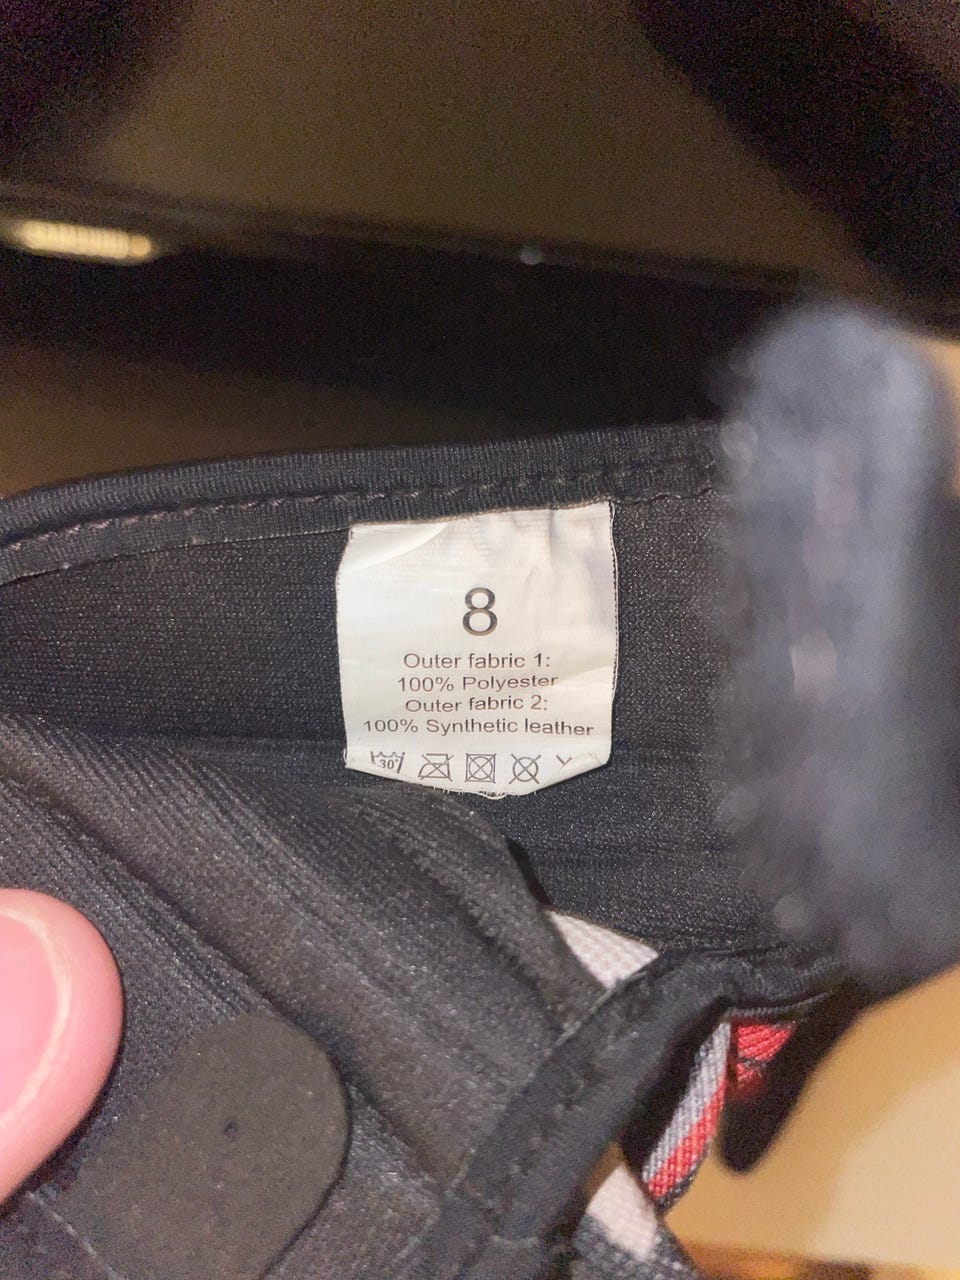 8
Outer fabric 1:
100% Polyester
Outer fabric 2:
100% Synthetic leather
30°